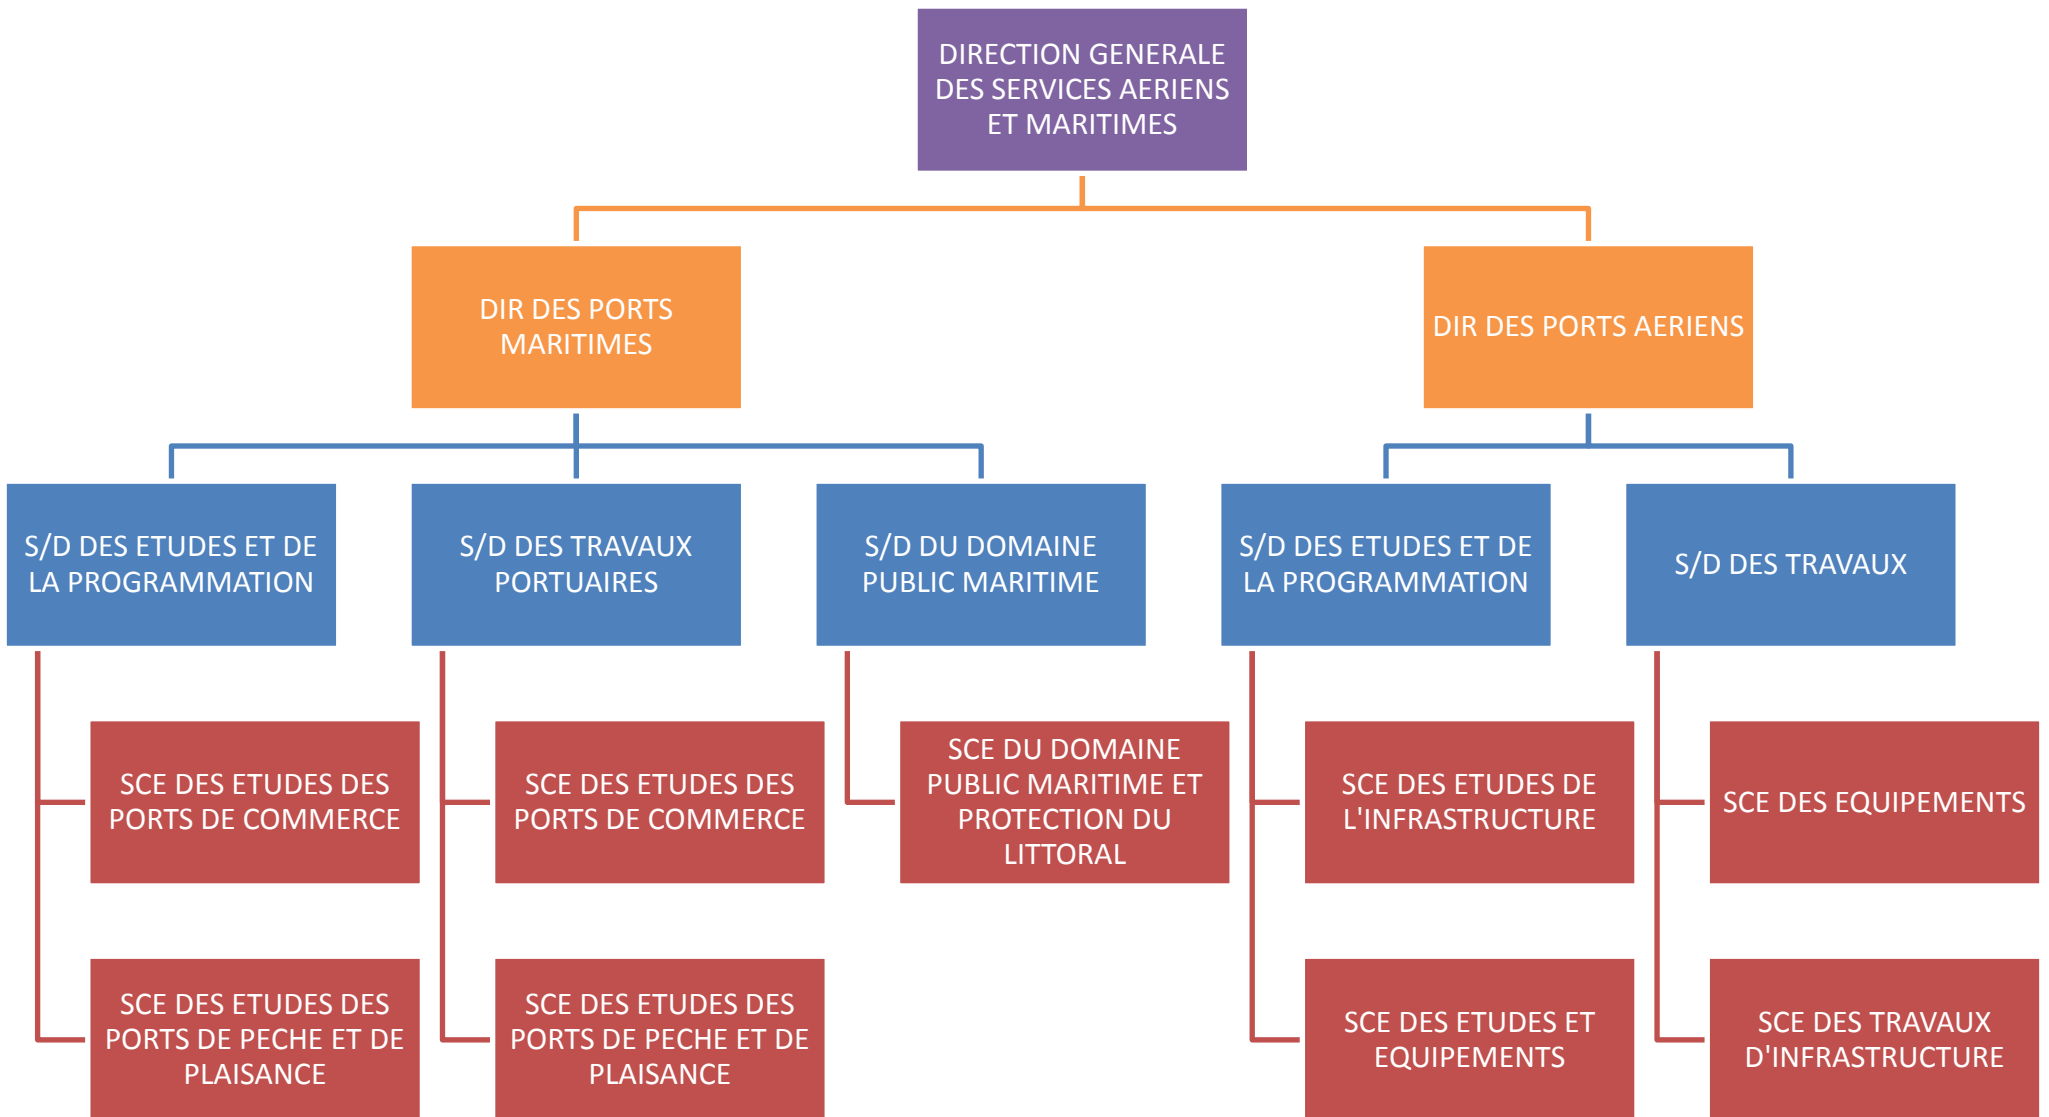 DIRECTION GENERALE
DES SERVICES AERIENS
ET MARITIMES
DIR DES PORTS
MARITIMES
DIR DES PORTS AERIENS
S/D DES ETUDES ET DE
LA PROGRAMMATION
S/D DES TRAVAUX
PORTUAIRES
S/D DU DOMAINE
PUBLIC MARITIME
S/D DES ETUDES ET DE
LA PROGRAMMATION
S/D DES TRAVAUX
SCE DES ETUDES DES
PORTS DE COMMERCE
SCE DES ETUDES DES
PORTS DE COMMERCE
SCE DU DOMAINE
PUBLIC MARITIME ET
PROTECTION DU
LITTORAL
SCE DES ETUDES DE
L'INFRASTRUCTURE
SCE DES EQUIPEMENTS
SCE DES ETUDES DES
PORTS DE PECHE ET DE
PLAISANCE
SCE DES ETUDES DES
PORTS DE PECHE ET DE
PLAISANCE
SCE DES ETUDES ET
EQUIPEMENTS
SCE DES TRAVAUX
D'INFRASTRUCTURE